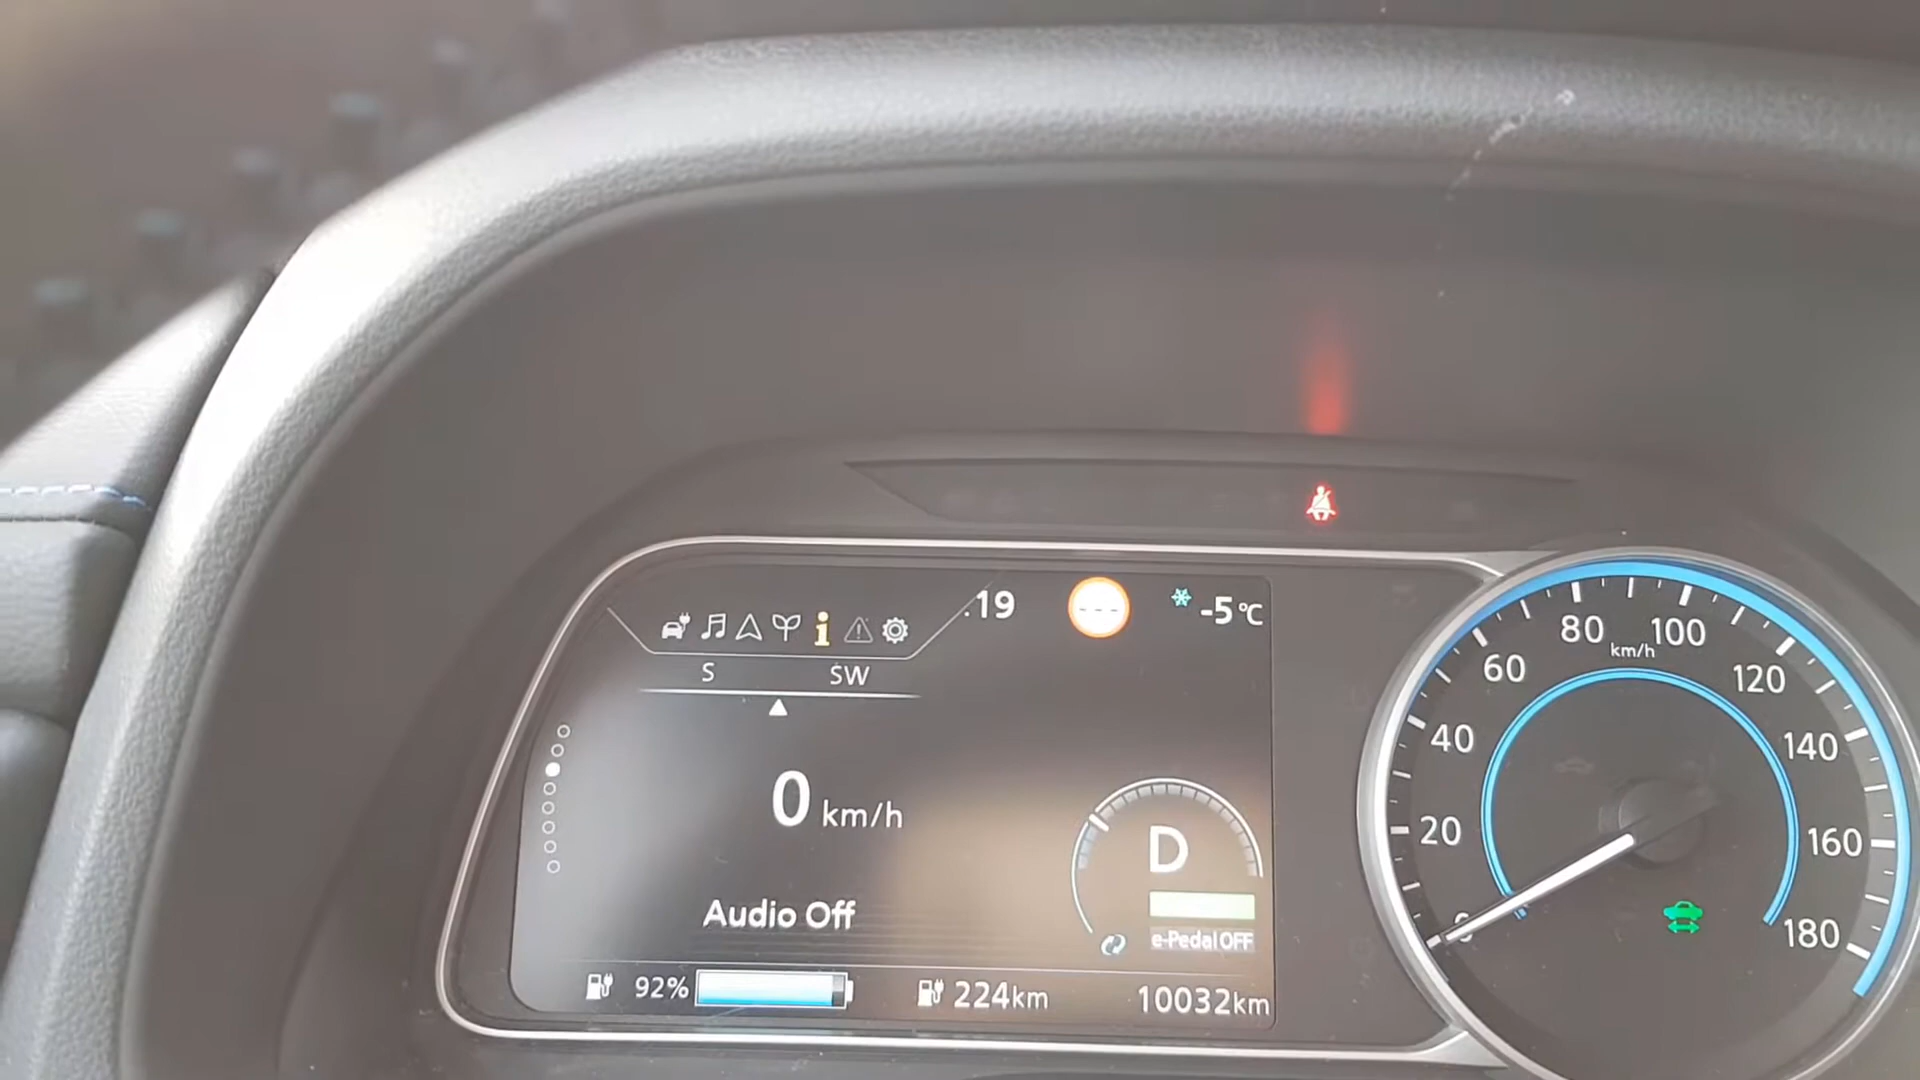 .19
-5°C
S SW
0 km/h
D
Audio Off
e-Pedal OFF
92%
224km
10032km
0
20
40
60
80
100
120
140
160
180
km/h